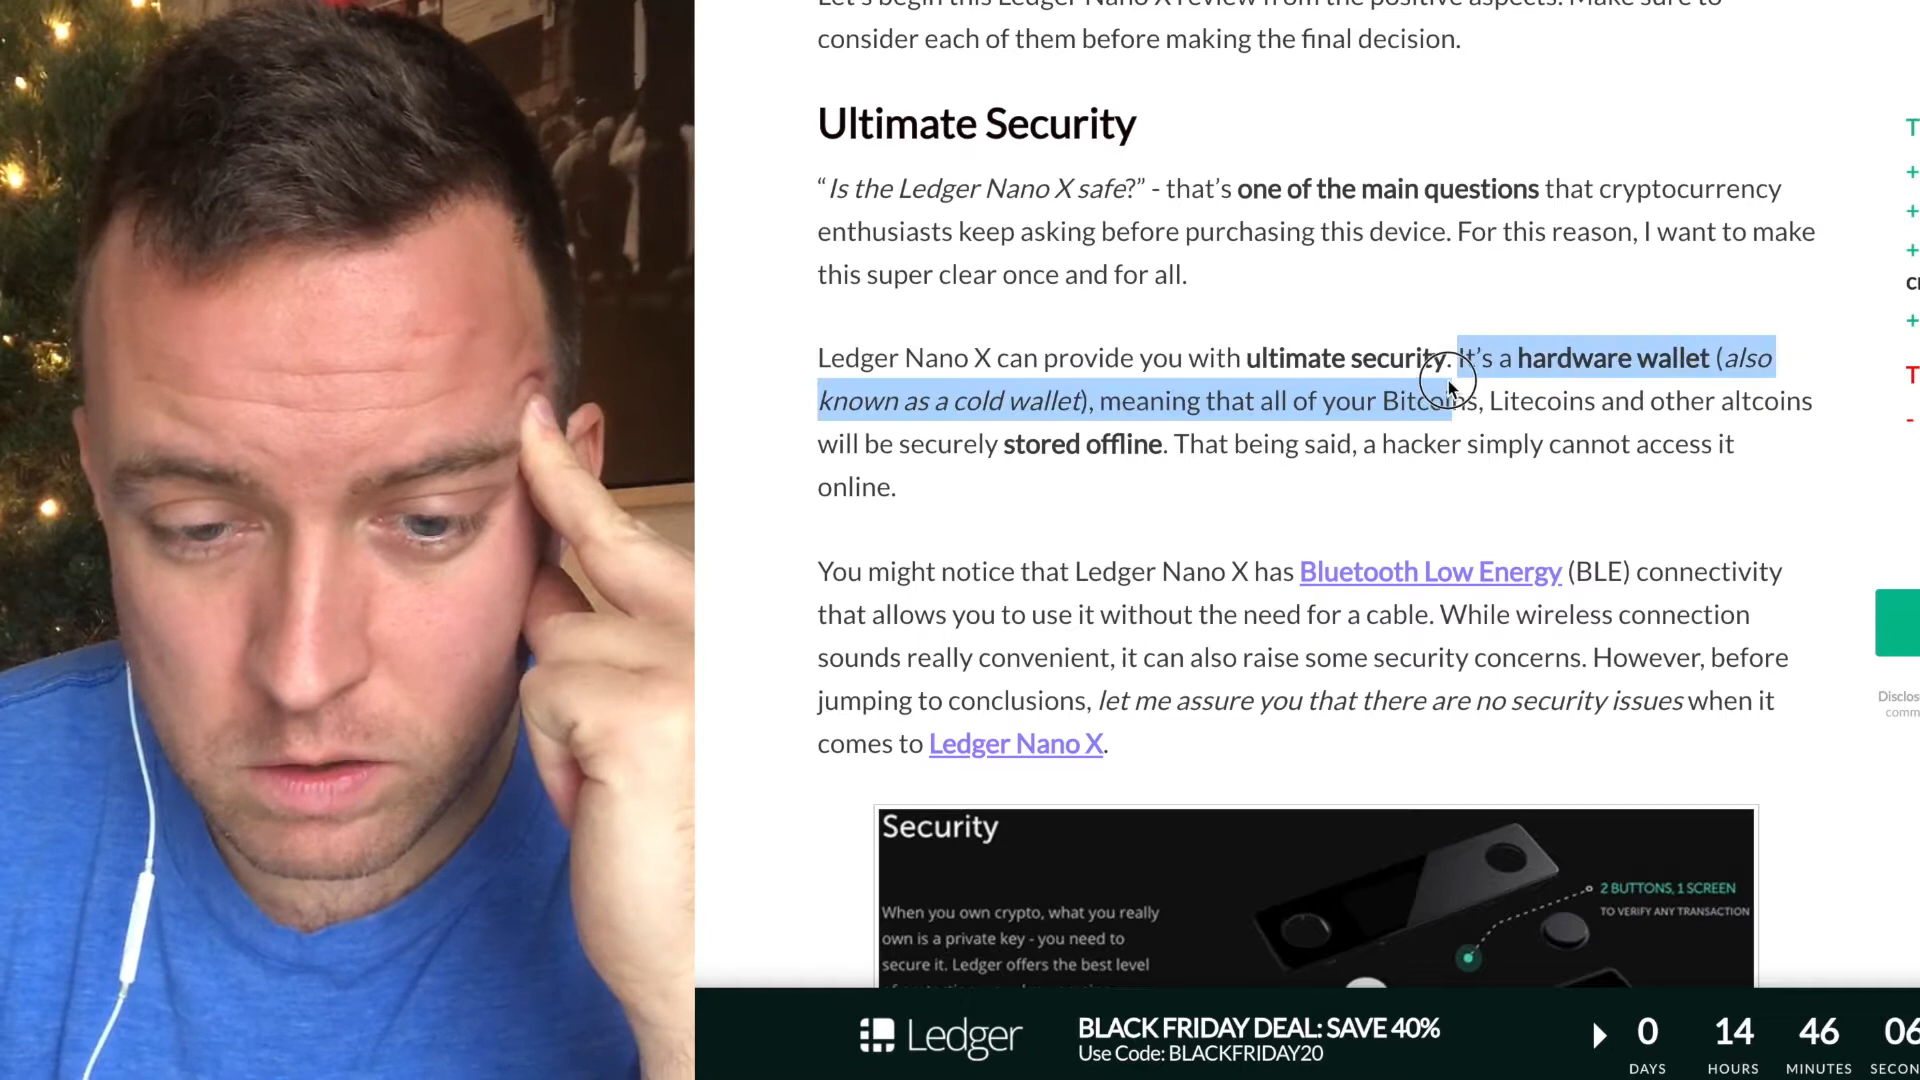 consider each of them before making the final decision.
Ultimate Security
“Is the Ledger Nano X safe?” - that’s one of the main questions that cryptocurrency
enthusiasts keep asking before purchasing this device. For this reason, I want to make
this super clear once and for all.
Ledger Nano X can provide you with ultimate security. It’s a hardware wallet (also
known as a cold wallet), meaning that all of your Bitcoins, Litecoins and other altcoins
will be securely stored offline. That being said, a hacker simply cannot access it
online.
You might notice that Ledger Nano X has Bluetooth Low Energy (BLE) connectivity
that allows you to use it without the need for a cable. While wireless connection
sounds really convenient, it can also raise some security concerns. However, before
jumping to conclusions, let me assure you that there are no security issues when it
comes to Ledger Nano X.
Security
When you own crypto, what you really
own is a private key - you need to
secure it. Ledger offers the best level
2 BUTTONS, 1 SCREEN
TO VERIFY ANY TRANSACTION
T
+
+
+
+
T
-
Ledger
BLACK FRIDAY DEAL: SAVE 40%
Use Code: BLACKFRIDAY20
0 14 46 06
DAYS HOURS MINUTES